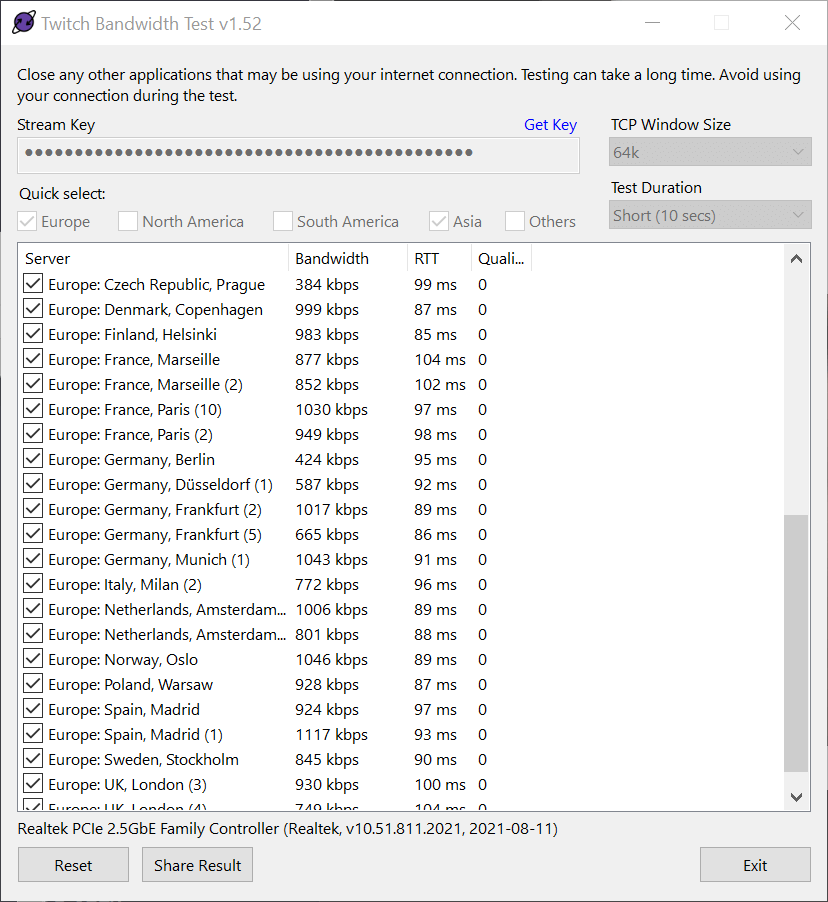 Twitch Bandwidth Test v1.52
Close any other applications that may be using your internet connection. Testing can take a long time. Avoid using
your connection during the test.
Stream Key Get Key TCP Window Size
●●●●●●●●●●●●●●●●●●●●●●●●●●●●●●●●●●●●●●●●●●●●● 64k
Quick select: Test Duration
Europe North America South America Asia Others Short (10 secs)
Server Bandwidth RTT Quali...
Europe: Czech Republic, Prague 384 kbps 99 ms 0
Europe: Denmark, Copenhagen 999 kbps 87 ms 0
Europe: Finland, Helsinki 983 kbps 85 ms 0
Europe: France, Marseille 877 kbps 104 ms 0
Europe: France, Marseille (2) 852 kbps 102 ms 0
Europe: France, Paris (10) 1030 kbps 97 ms 0
Europe: France, Paris (2) 949 kbps 98 ms 0
Europe: Germany, Berlin 424 kbps 95 ms 0
Europe: Germany, Düsseldorf (1) 587 kbps 92 ms 0
Europe: Germany, Frankfurt (2) 1017 kbps 89 ms 0
Europe: Germany, Frankfurt (5) 665 kbps 86 ms 0
Europe: Germany, Munich (1) 1043 kbps 91 ms 0
Europe: Italy, Milan (2) 772 kbps 96 ms 0
Europe: Netherlands, Amsterdam... 1006 kbps 89 ms 0
Europe: Netherlands, Amsterdam... 801 kbps 88 ms 0
Europe: Norway, Oslo 1046 kbps 89 ms 0
Europe: Poland, Warsaw 928 kbps 87 ms 0
Europe: Spain, Madrid 924 kbps 97 ms 0
Europe: Spain, Madrid (1) 1117 kbps 93 ms 0
Europe: Sweden, Stockholm 845 kbps 90 ms 0
Europe: UK, London (3) 930 kbps 100 ms 0
Europe: UK, London (4) 749 kbps 104 ms 0
Realtek PCIe 2.5GbE Family Controller (Realtek, v10.51.811.2021, 2021-08-11)
Reset Share Result Exit